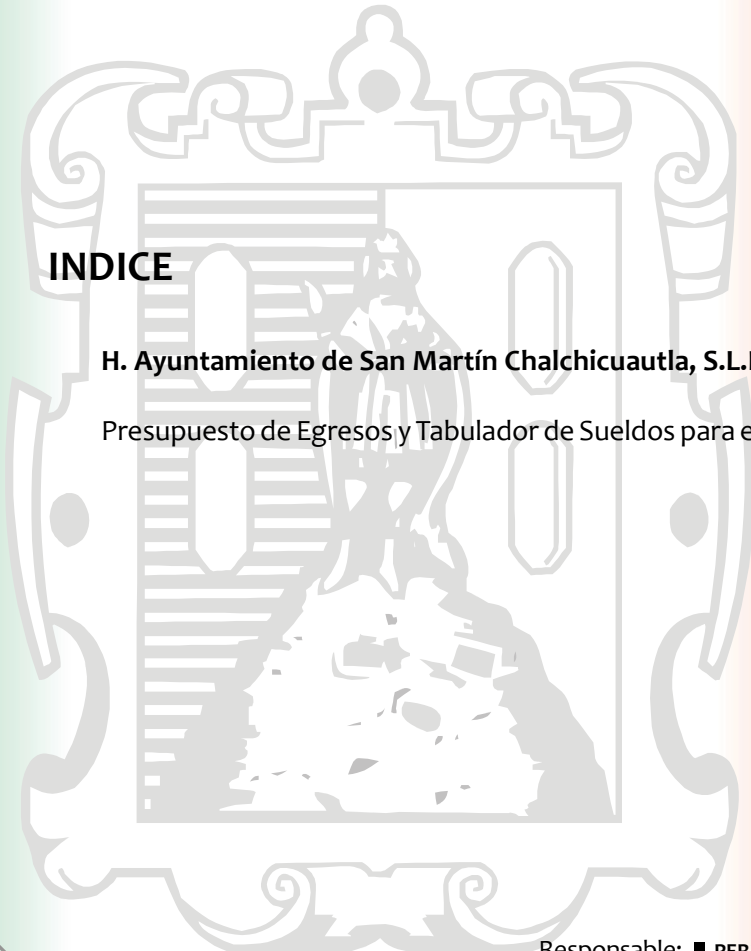 INDICE
H. Ayuntamiento de San Martín Chalchicuautla, S.L.
Presupuesto de Egresos y Tabulador de Sueldos para
Responsable: